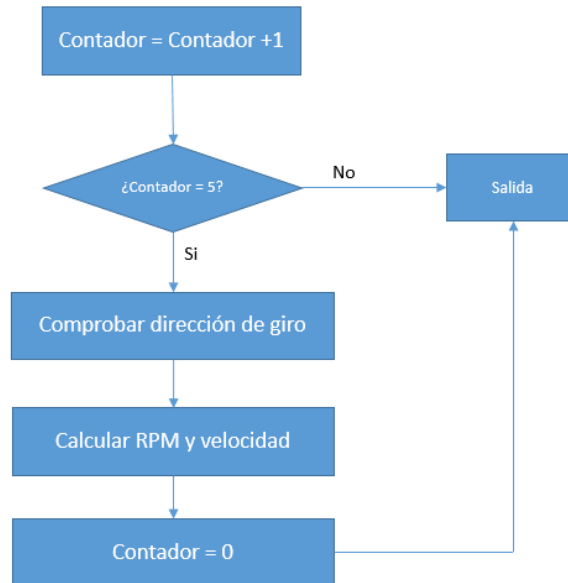 Contador = Contador +1
¿Contador = 5?
No
Salida
Si
Comprobar dirección de giro
Calcular RPM y velocidad
Contador = 0